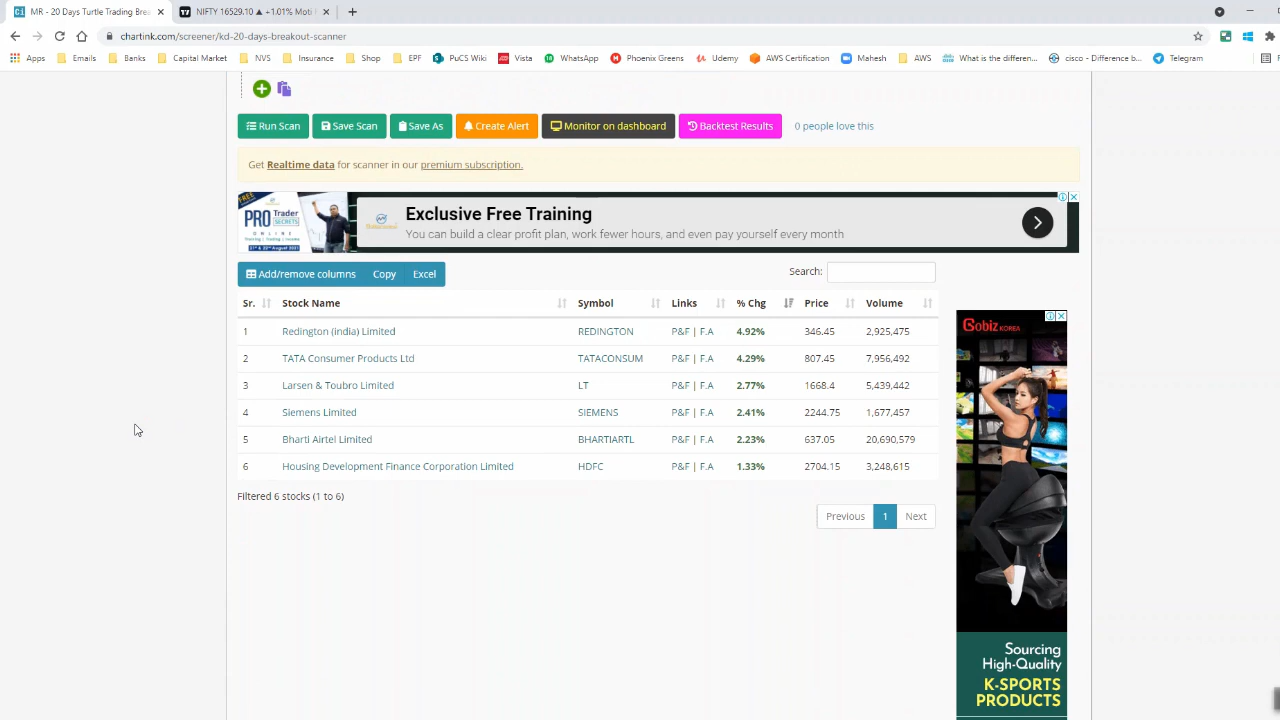 MR - 20 Days Turtle Trading Brea
NIFTY 16529.10 ▲ +1.01% Moti
chartink.com/screener/kd-20-days-breakout-scanner
Apps Emails Banks Capital Market NVS Insurance Shop EPF PuCS Wiki Vista WhatsApp Phoenix Greens Udemy AWS Certification Mahesh AWS What is the differen... cisco - Difference b... Telegram
Run Scan Save Scan Save As Create Alert Monitor on dashboard Backtest Results 0 people love this
Get Realtime data for scanner in our premium subscription.
FREE
PRO Trader
SECRETS
ONLINE
Exclusive Free Training
You can build a clear profit plan, work fewer hours, and even pay yourself every month
Add/remove columns Copy Excel Search:
Sr. Stock Name Symbol Links % Chg Price Volume
1 Redington (india) Limited REDINGTON P&F | F.A 4.92% 346.45 2,925,475
2 TATA Consumer Products Ltd TATACONSUM P&F | F.A 4.29% 807.45 7,956,492
3 Larsen & Toubro Limited LT P&F | F.A 2.77% 1668.4 5,439,442
4 Siemens Limited SIEMENS P&F | F.A 2.41% 2244.75 1,677,457
5 Bharti Airtel Limited BHARTIARTL P&F | F.A 2.23% 637.05 20,690,579
6 Housing Development Finance Corporation Limited HDFC P&F | F.A 1.33% 2704.15 3,248,615
Filtered 6 stocks (1 to 6)
Previous 1 Next
Gobiz KOREA
Sourcing
High-Quality
K-SPORTS
PRODUCTS